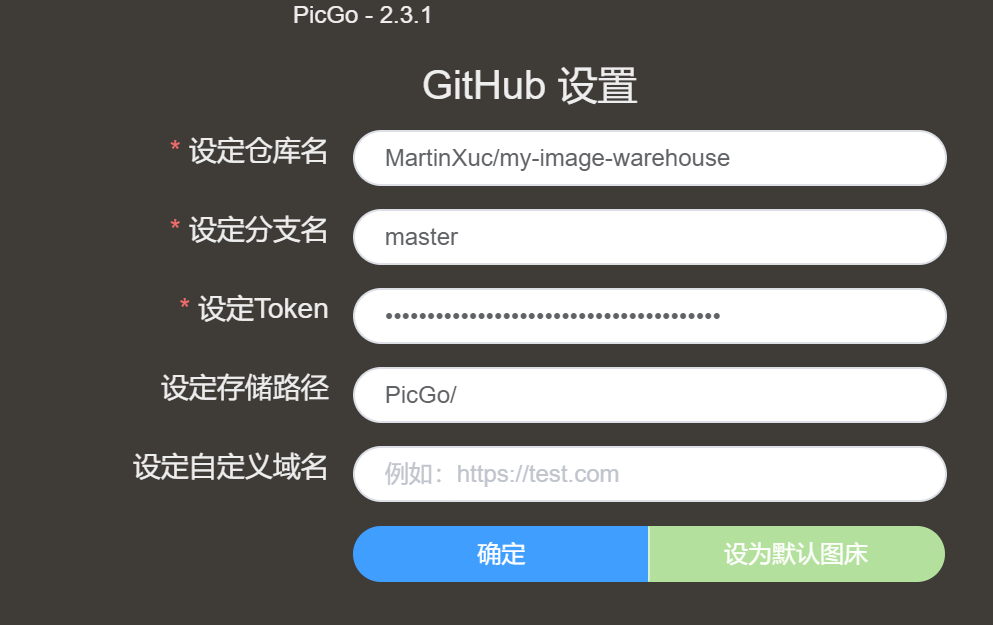 PicGo - 2.3.1
GitHub 设置
* 设定仓库名 MartinXuc/my-image-warehouse
* 设定分支名 master
* 设定Token ••••••••••••••••••••••••••••••••••••••••
设定存储路径 PicGo/
设定自定义域名 例如：https://test.com
确定 设为默认图床